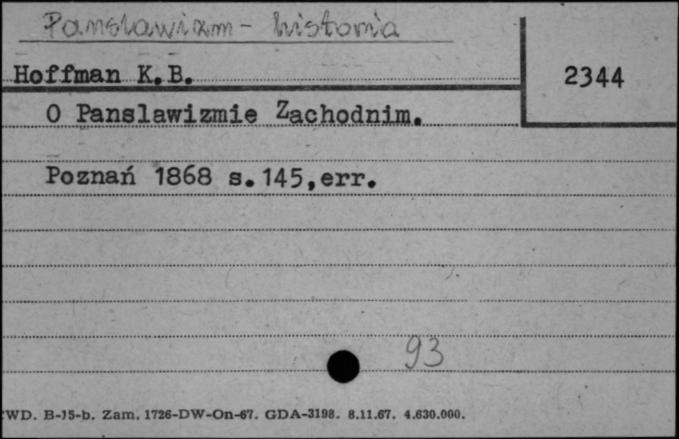 Panslawizm - historia
Hoffman K.B.
2344
O Panslawizmie Zachodnim.
Poznań 1868 s.145,err.
93
WD. B-15-b. Zam. 1726-DW-On-67. GDA-3198. 8.11.67. 4.630.000.